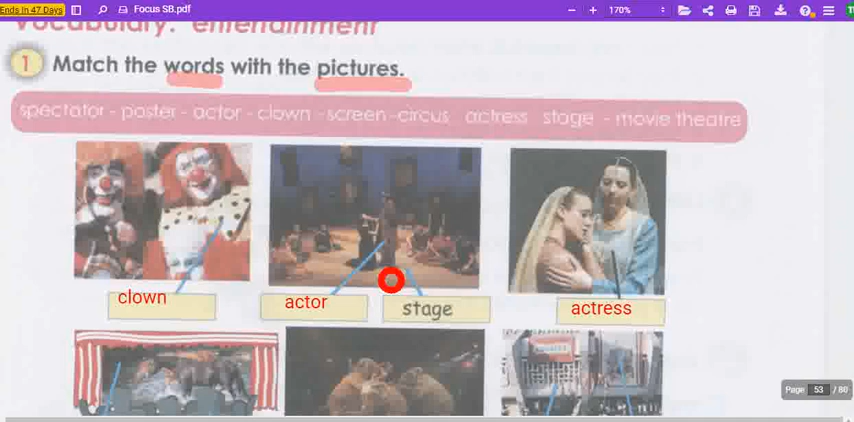 Ends In 47 Days
Focus SB.pdf
170%
Vocabulary: entertainment
1 Match the words with the pictures.
spectator - poster - actor - clown - screen - circus actress stage - movie theatre
clown
actor
stage
actress
Page 53 / 80